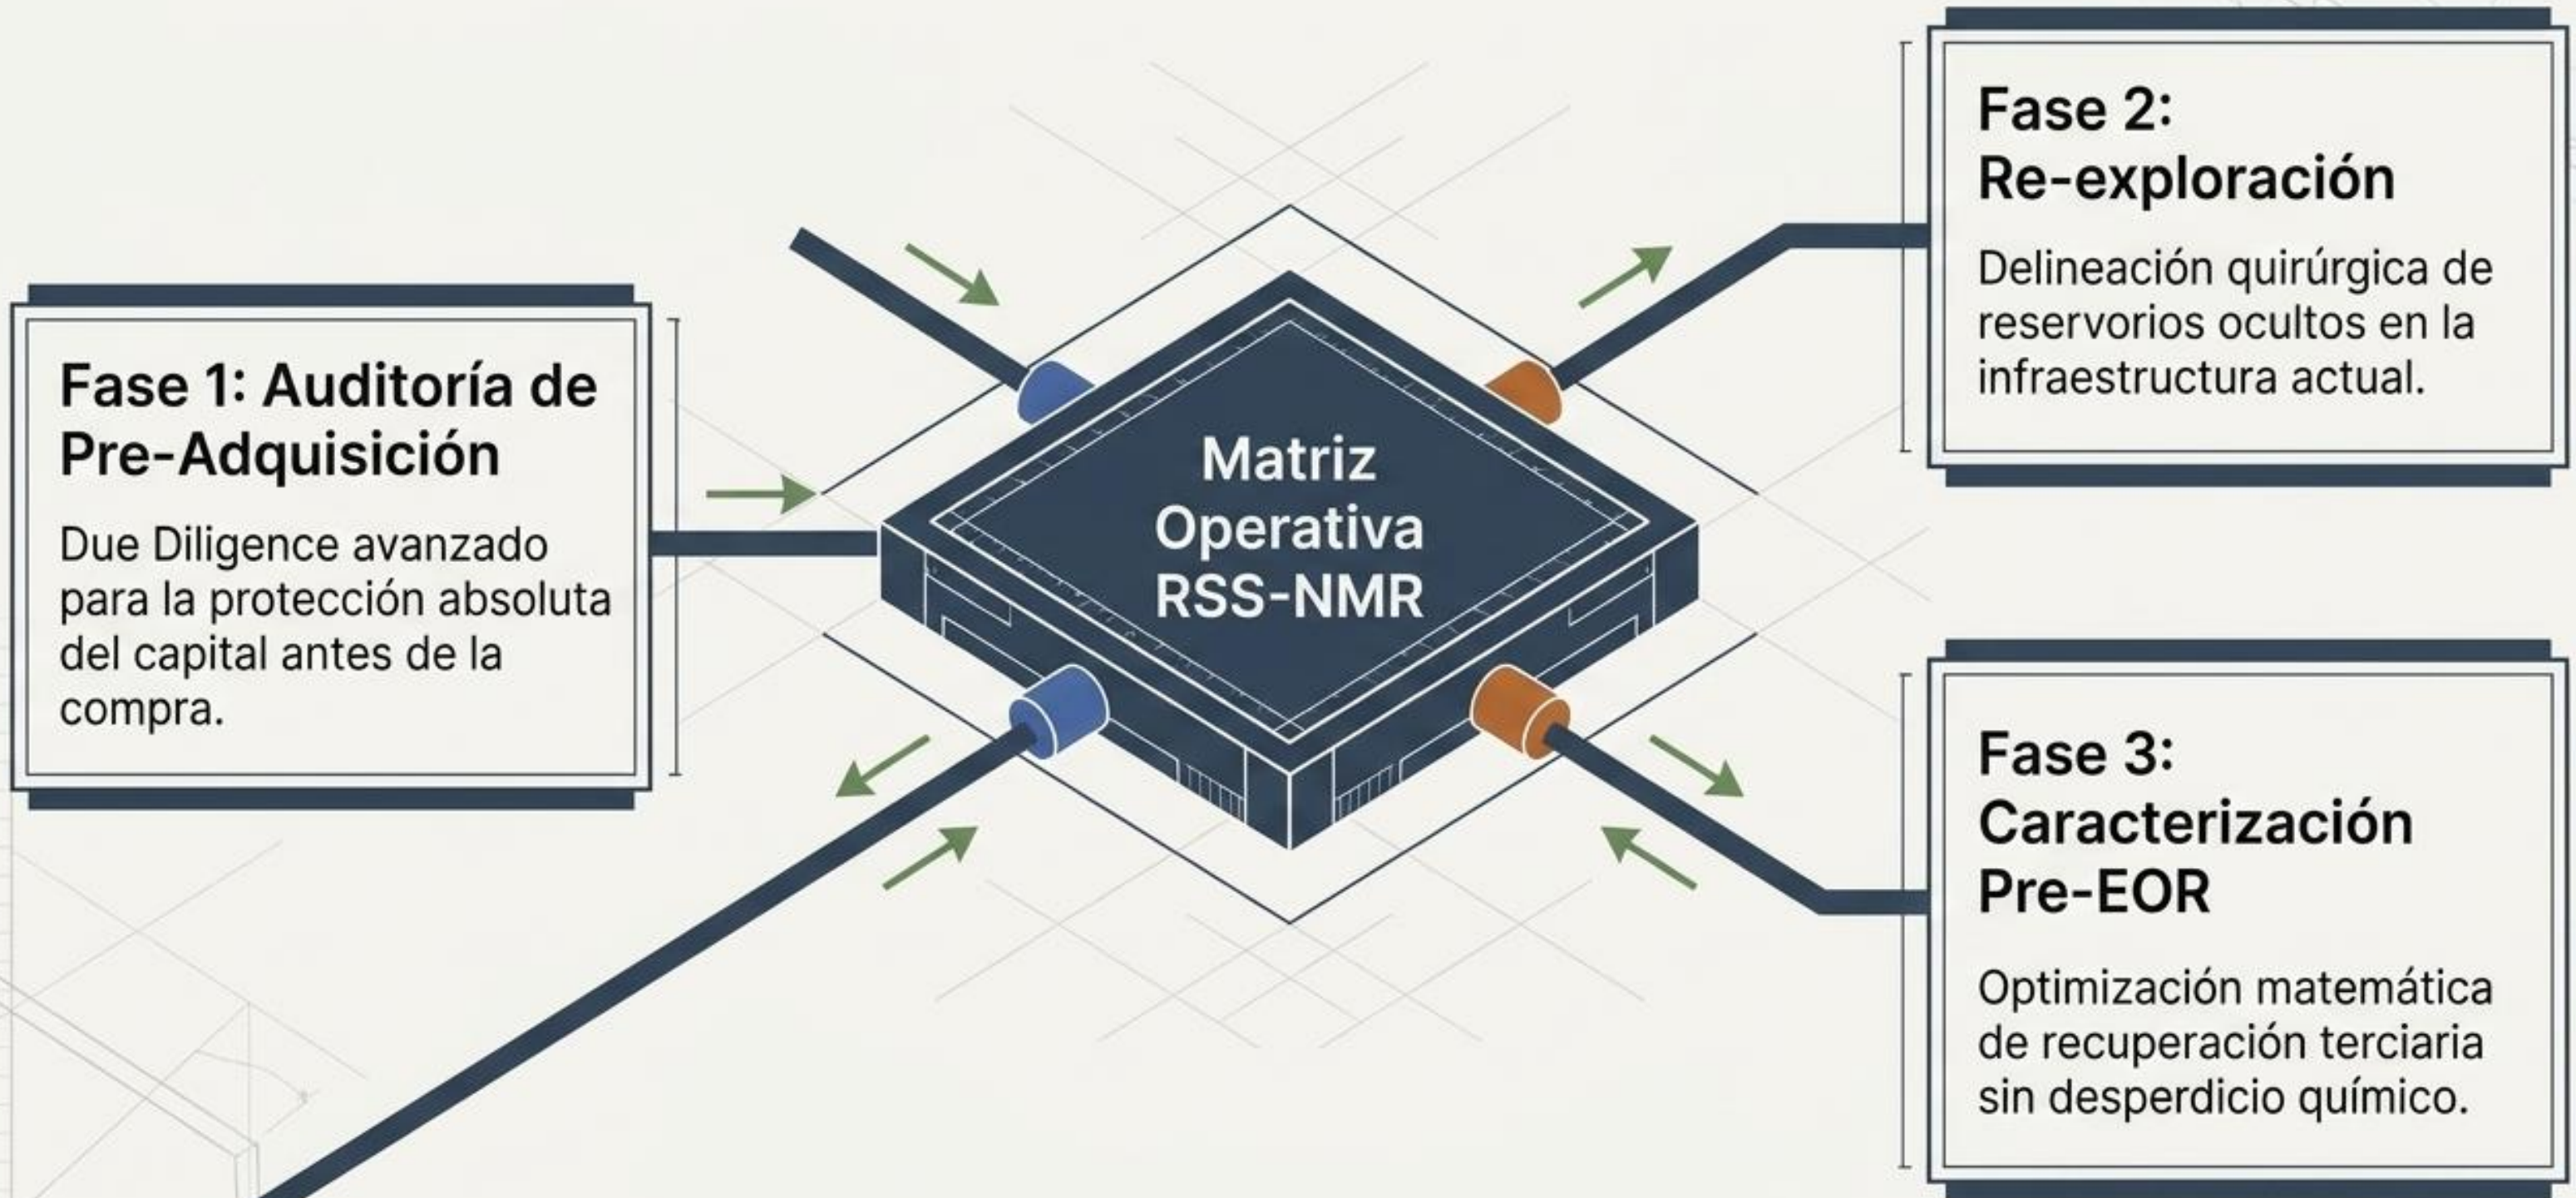 Fase 1: Auditoría de
Pre-Adquisición
Due Diligence avanzado
para la protección absoluta
del capital antes de la
compra.
Matriz
Operativa
RSS-NMR
Fase 2:
Re-exploración
Delineación quirúrgica de
reservorios ocultos en la
infraestructura actual.
Fase 3:
Caracterización
Pre-EOR
Optimización matemática
de recuperación terciaria
sin desperdicio químico.